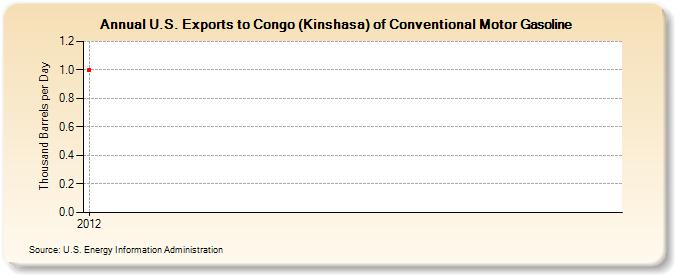 Annual U.S. Exports to Congo (Kinshasa) of Conventional Motor Gasoline
Thousand Barrels per Day
1.2
1.0
0.8
0.6
0.4
0.2
0.0
2012
Source: U.S. Energy Information Administration